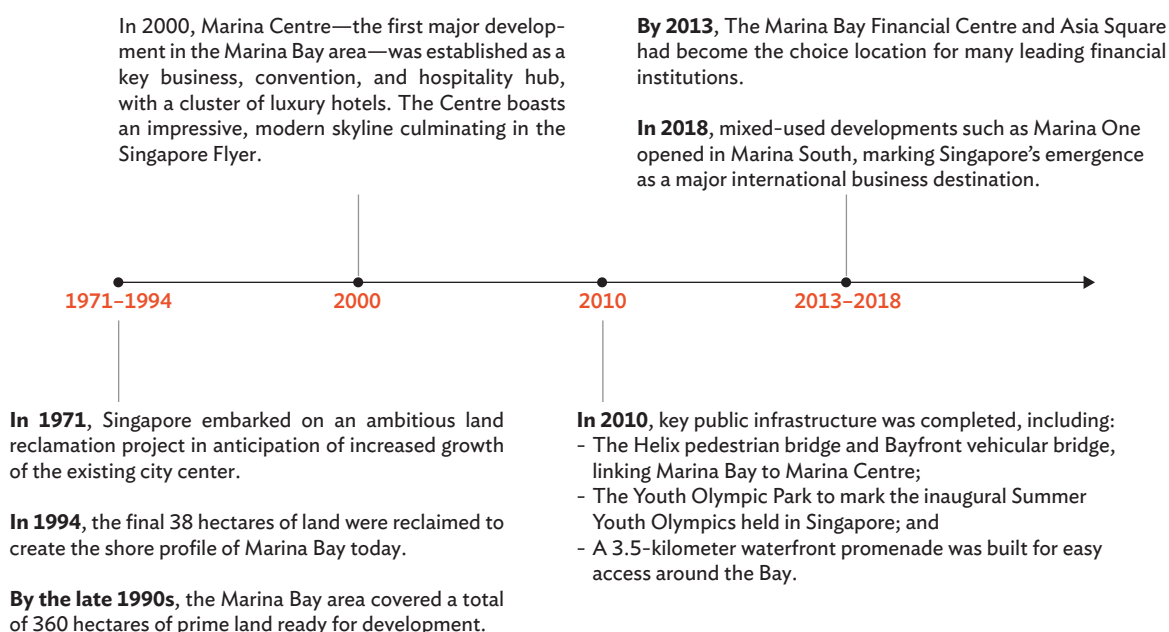 In 2000, Marina Centre—the first major develop-
ment in the Marina Bay area—was established as a
key business, convention, and hospitality hub,
with a cluster of luxury hotels. The Centre boasts
an impressive, modern skyline culminating in the
Singapore Flyer.
By 2013, The Marina Bay Financial Centre and Asia Square
had become the choice location for many leading financial
institutions.
In 2018, mixed-used developments such as Marina One
opened in Marina South, marking Singapore’s emergence
as a major international business destination.
1971–1994
2000
2010
2013–2018
In 1971, Singapore embarked on an ambitious land
reclamation project in anticipation of increased growth
of the existing city center.
In 1994, the final 38 hectares of land were reclaimed to
create the shore profile of Marina Bay today.
By the late 1990s, the Marina Bay area covered a total
of 360 hectares of prime land ready for development.
In 2010, key public infrastructure was completed, including:
- The Helix pedestrian bridge and Bayfront vehicular bridge,
linking Marina Bay to Marina Centre;
- The Youth Olympic Park to mark the inaugural Summer
Youth Olympics held in Singapore; and
- A 3.5-kilometer waterfront promenade was built for easy
access around the Bay.